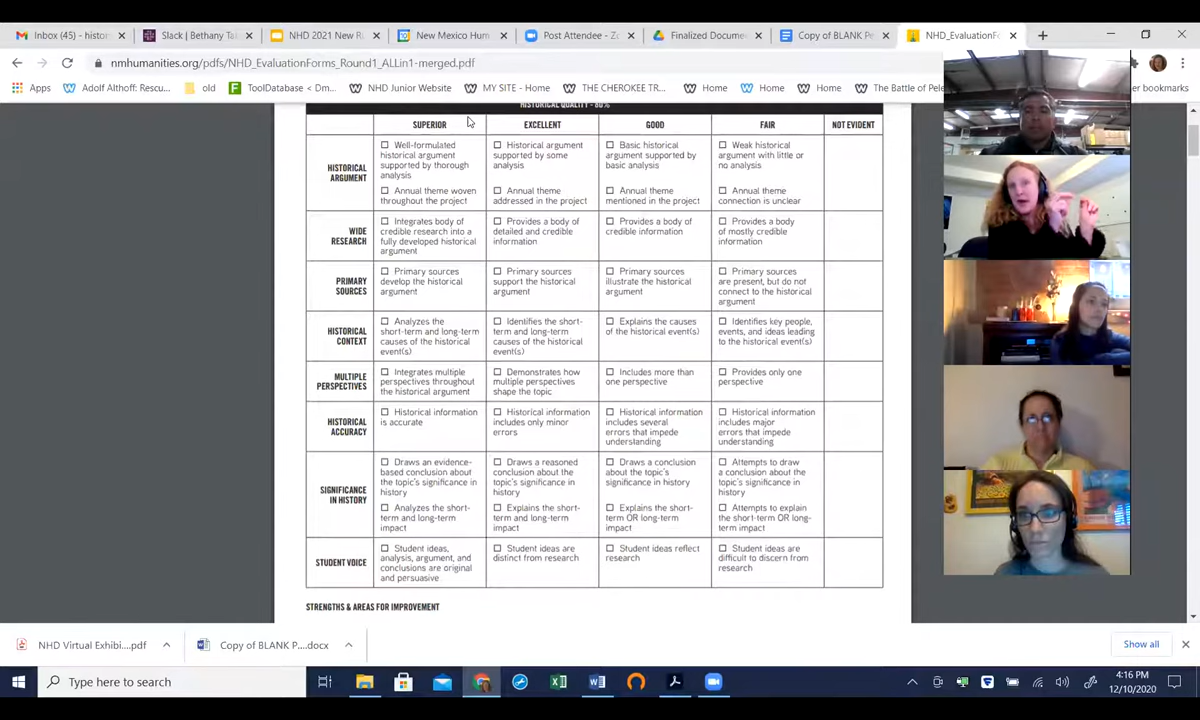 Inbox (45) - histor
Slack | Bethany Ta
NHD 2021 New R
New Mexico Hum
Post Attendee - Zo
Finalized Docume
Copy of BLANK Pe
NHD_EvaluationFo
nmhumanities.org/pdfs/NHD_EvaluationForms_Round1_ALLin1-merged.pdf
Apps
Adolf Althoff: Rescu...
old
ToolDatabase < Dm...
NHD Junior Website
MY SITE - Home
THE CHEROKEE TR...
Home
Home
Home
The Battle of Pele
er bookmarks
HISTORICAL QUALITY - 80%
SUPERIOR
EXCELLENT
GOOD
FAIR
NOT EVIDENT
HISTORICAL
ARGUMENT
Well-formulated
historical argument
supported by thorough
analysis
Annual theme woven
throughout the project
Historical argument
supported by some
analysis
Annual theme
addressed in the project
Basic historical
argument supported by
basic analysis
Annual theme
mentioned in the project
Weak historical
argument with little or
no analysis
Annual theme
connection is unclear
WIDE
RESEARCH
Integrates body of
credible research into a
fully developed historical
argument
Provides a body of
detailed and credible
information
Provides a body of
credible information
Provides a body
of mostly credible
information
PRIMARY
SOURCES
Primary sources
develop the historical
argument
Primary sources
support the historical
argument
Primary sources
illustrate the historical
argument
Primary sources
are present, but do not
connect to the historical
argument
HISTORICAL
CONTEXT
Analyzes the
short-term and long-term
causes of the historical
event(s)
Identifies the short-
term and long-term
causes of the historical
event(s)
Explains the causes
of the historical event(s)
Identifies key people,
events, and ideas leading
to the historical event(s)
MULTIPLE
PERSPECTIVES
Integrates multiple
perspectives throughout
the historical argument
Demonstrates how
multiple perspectives
shape the topic
Includes more than
one perspective
Provides only one
perspective
HISTORICAL
ACCURACY
Historical information
is accurate
Historical information
includes only minor
errors
Historical information
includes several
errors that impede
understanding
Historical information
includes major
errors that impede
understanding
SIGNIFICANCE
IN HISTORY
Draws an evidence-
based conclusion about
the topic's significance in
history
Analyzes the short-
term and long-term
impact
Draws a reasoned
conclusion about the
topic's significance in
history
Explains the short-
term and long-term
impact
Draws a conclusion
about the topic's
significance in history
Explains the short-
term OR long-term
impact
Attempts to draw
a conclusion about the
topic's significance in
history
Attempts to explain
the short-term OR long-
term impact
STUDENT VOICE
Student ideas,
analysis, argument, and
conclusions are original
and persuasive
Student ideas are
distinct from research
Student ideas reflect
research
Student ideas are
difficult to discern from
research
STRENGTHS & AREAS FOR IMPROVEMENT
NHD Virtual Exhibi....pdf
Copy of BLANK P....docx
Show all
Type here to search
4:16 PM
12/10/2020